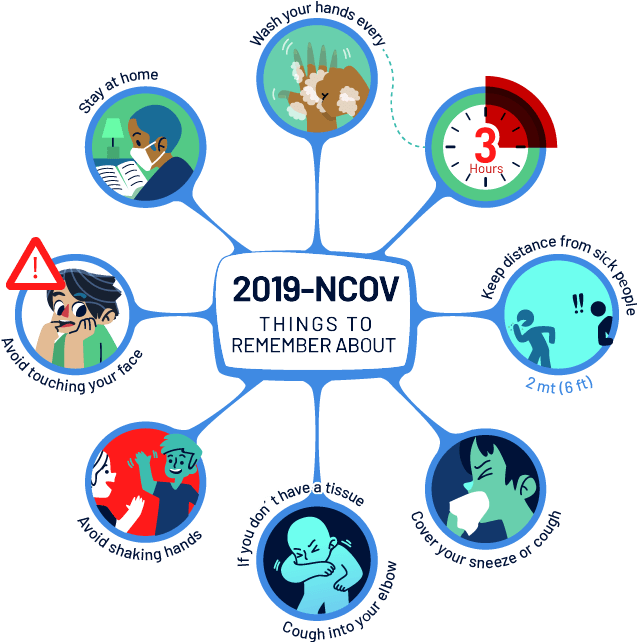 Wash your hands every
3
Hours
Stay at home
Keep distance from sick people
2 mt (6 ft)
!!
!
2019-NCOV
THINGS TO
REMEMBER ABOUT
Avoid touching your face
Avoid shaking hands
If you don´t have a tissue
Cough into your elbow
Cover your sneeze or cough